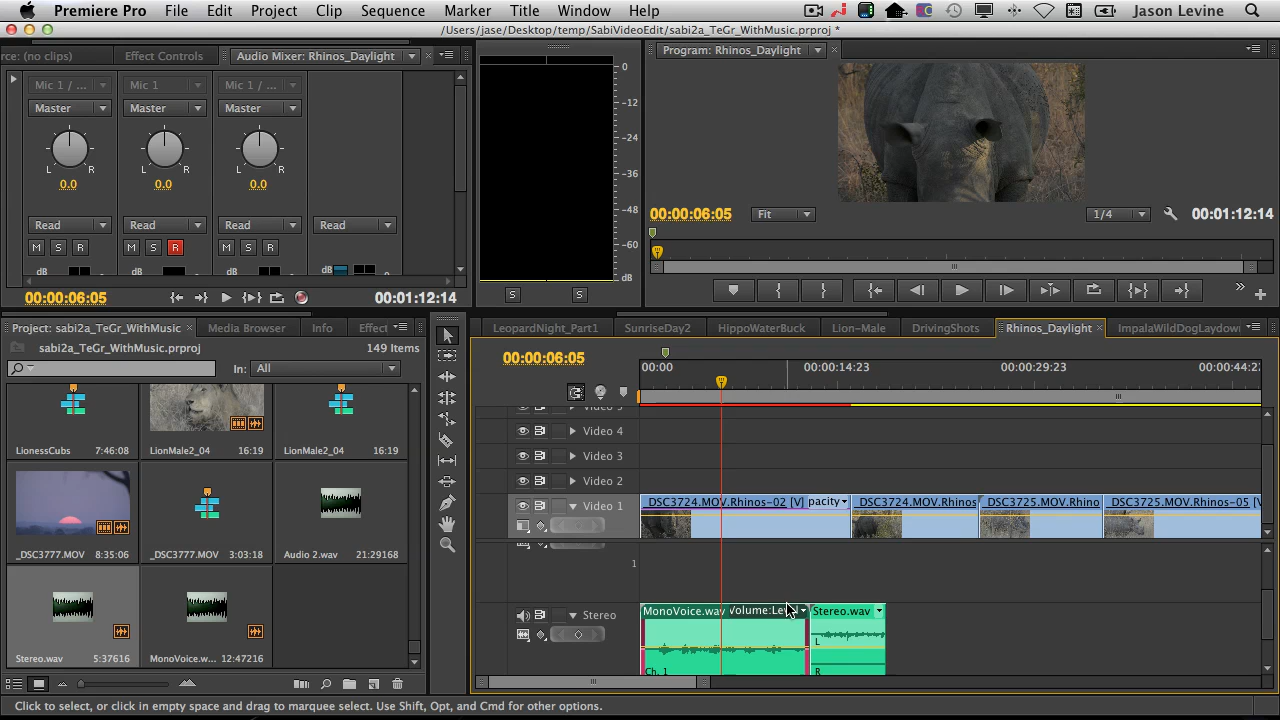 Premiere Pro File Edit Project Clip Sequence Marker Title Window Help Jason Levine
/Users/jase/Desktop/temp/SabiVideoEdit/sabi2a_TeGr_WithMusic.prproj *
rce: (no clips) Effect Controls Audio Mixer: Rhinos_Daylight
Program: Rhinos_Daylight
Mic 1 / ... Mic 1 Mic 1 / ...
Master Master Master
L R L R L R
0.0 0.0 0.0
Read Read Read Read
M S R M S R M S R
dB dB dB dB
00:00:06:05 00:01:12:14
0
-12
-24
-36
-48
-60
dB
S S
00:00:06:05 Fit 1/4 00:01:12:14
Project: sabi2a_TeGr_WithMusic Media Browser Info Effect
sabi2a_TeGr_WithMusic.prproj 149 Items
In: All
LionessCubs 7:46:08 LionMale2_04 16:19 LionMale2_04 16:19
_DSC3777.MOV 8:35:06 _DSC3777.MOV 3:03:18 Audio 2.wav 21:29168
Stereo.wav 5:37616 MonoVoice.w... 12:47216
LeopardNight_Part1 SunriseDay2 HippoWaterBuck Lion-Male DrivingShots Rhinos_Daylight ImpalaWildDogLaydow
00:00:06:05 00:00 00:00:14:23 00:00:29:23 00:00:44:2
Video 4
Video 3
Video 2
Video 1
_DSC3724.MOV.Rhinos-02 [V] pacity _DSC3724.MOV.Rhinos _DSC3725.MOV.Rhino _DSC3725.MOV.Rhinos-05 [V
1
Stereo
MonoVoice.wav Volume:Level Stereo.wav
L
Ch. 1 R
Click to select, or click in empty space and drag to marquee select. Use Shift, Opt, and Cmd for other options.